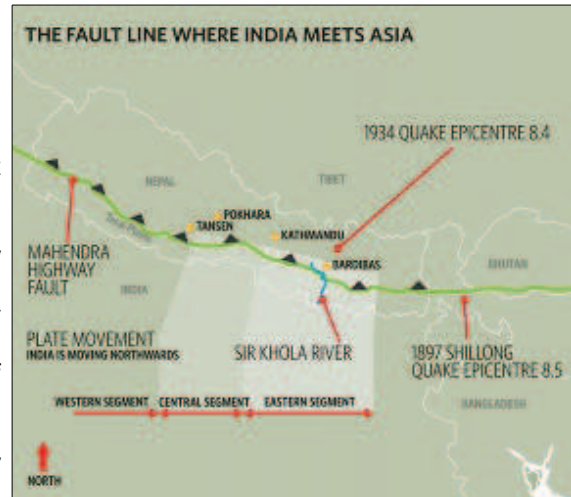 THE FAULT LINE WHERE INDIA MEETS ASIA
1934 QUAKE EPICENTRE 8.4
NEPAL
TIBET
POKHARA
TANSEN
KATHMANDU
BARDIBAS
BHUTAN
MAHENDRA
HIGHWAY
FAULT
INDIA
PLATE MOVEMENT
INDIA IS MOVING NORTHWARDS
SIR KHOLA RIVER
1897 SHILLONG
QUAKE EPICENTRE 8.5
WESTERN SEGMENT
CENTRAL SEGMENT
EASTERN SEGMENT
BANGLADESH
NORTH